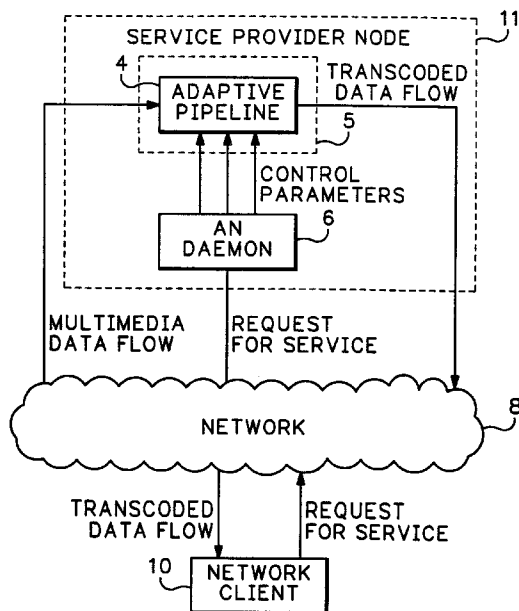 11
SERVICE PROVIDER NODE
4
ADAPTIVE
PIPELINE
TRANSCODED
DATA FLOW
5
CONTROL
PARAMETERS
AN
DAEMON
6
MULTIMEDIA
DATA FLOW
REQUEST
FOR SERVICE
NETWORK
8
TRANSCODED
DATA FLOW
REQUEST
FOR SERVICE
10
NETWORK
CLIENT